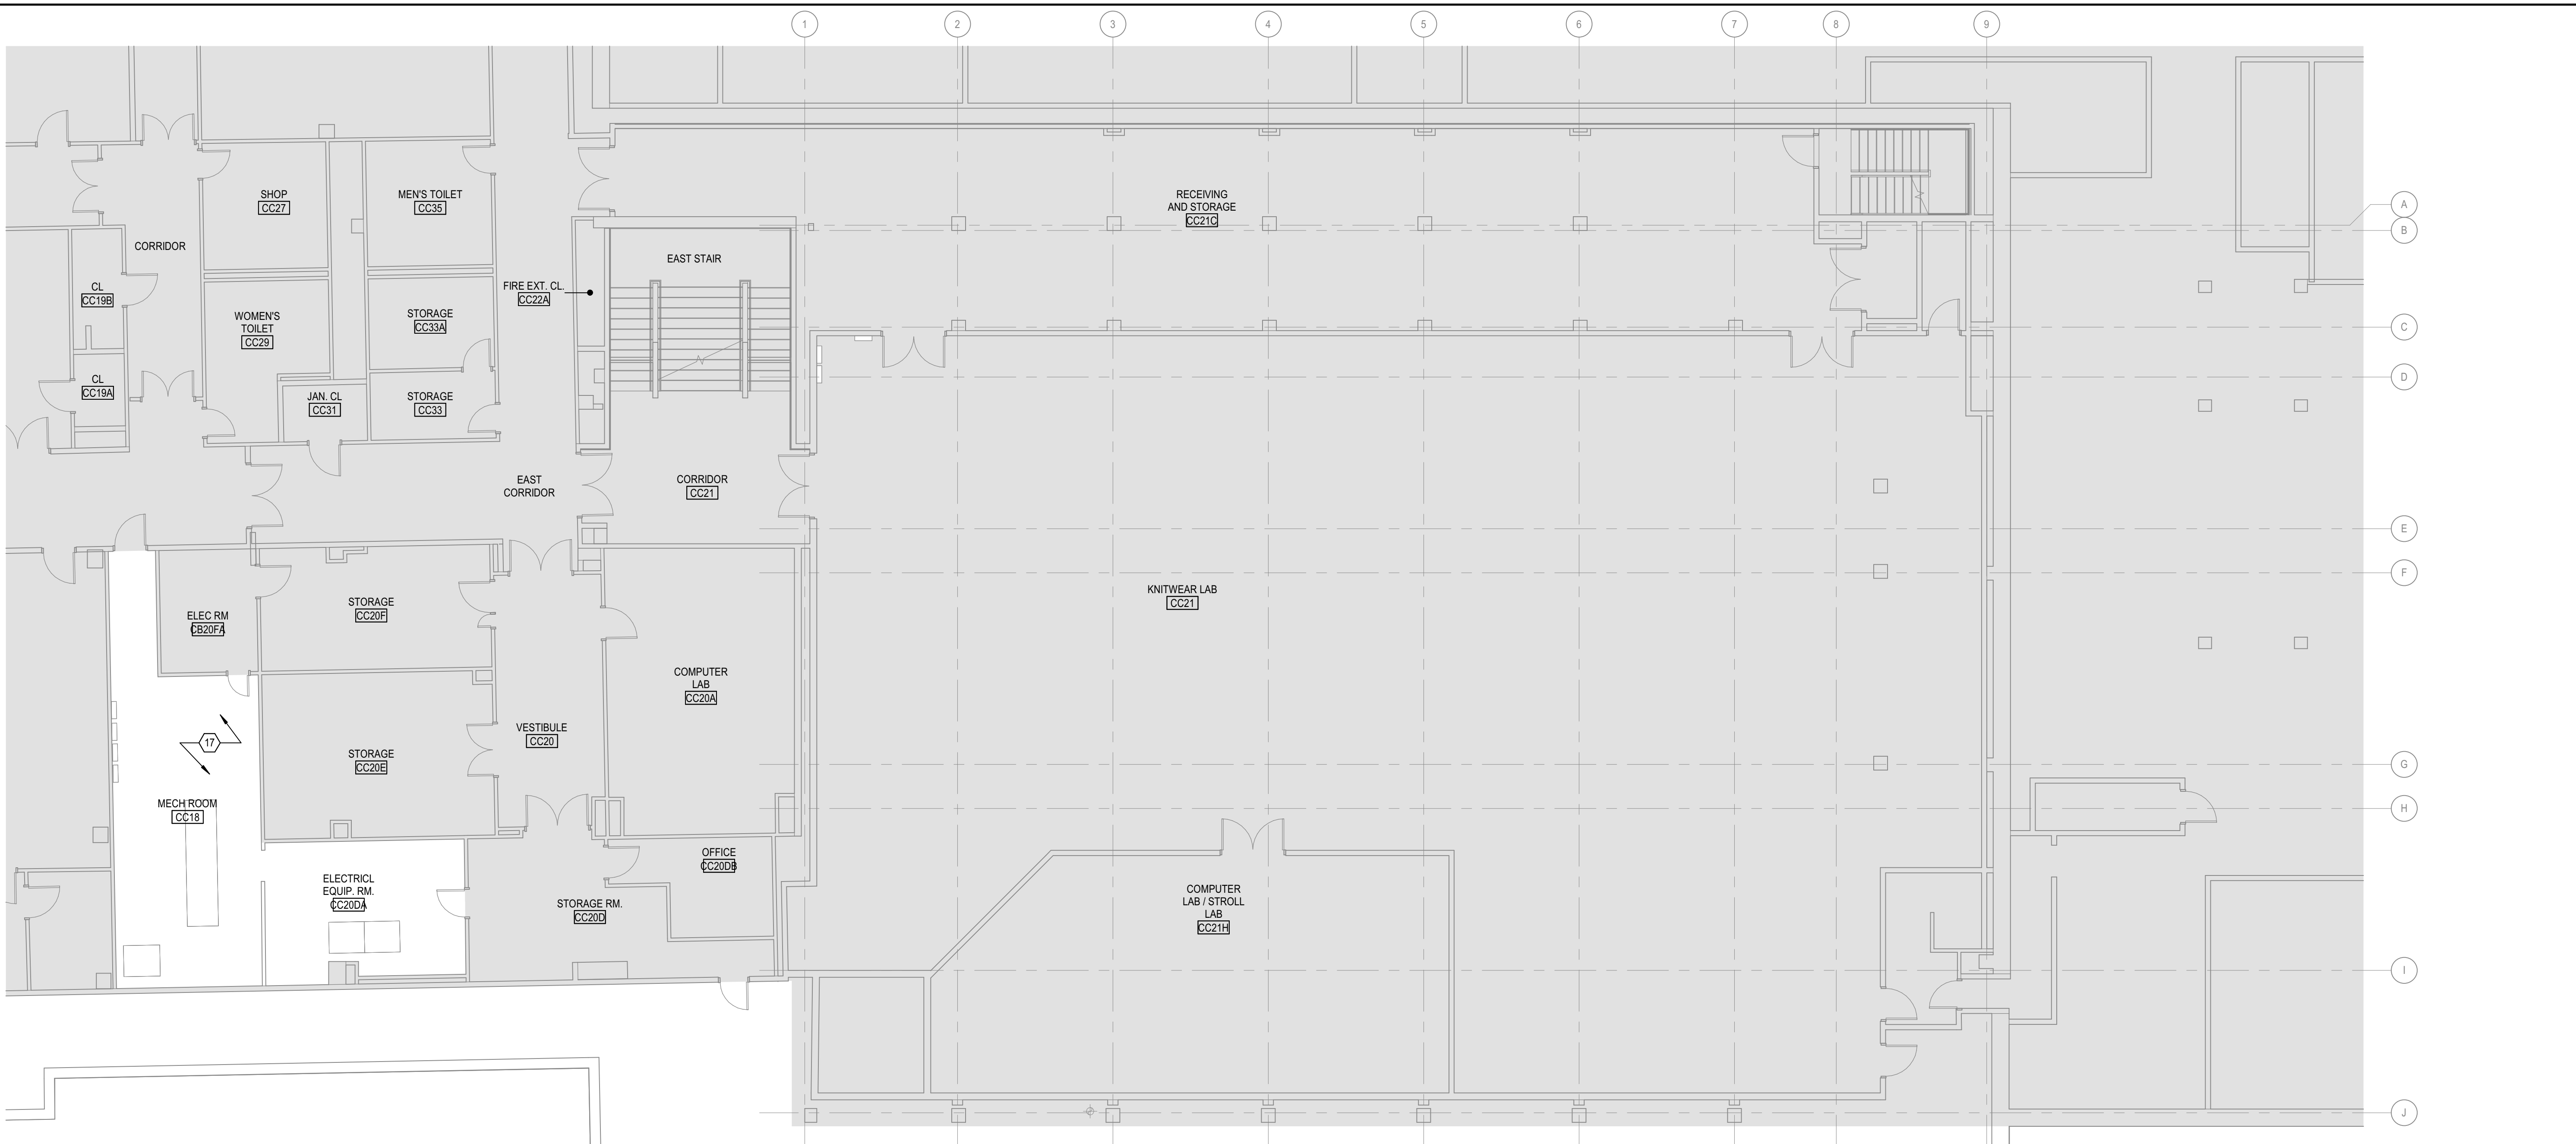 1
2
3
4
5
6
7
8
9
A
B
C
D
E
F
G
H
I
J
SHOP
CC27
MEN'S TOILET
CC35
RECEIVING
AND STORAGE
CC21C
CORRIDOR
EAST STAIR
CL
CC19B
FIRE EXT. CL.
CC22A
WOMEN'S
TOILET
CC29
STORAGE
CC33A
CL
CC19A
JAN. CL
CC31
STORAGE
CC33
EAST
CORRIDOR
CORRIDOR
CC21
KNITWEAR LAB
CC21
ELEC RM
CB20FA
STORAGE
CC20F
COMPUTER
LAB
CC20A
VESTIBULE
CC20
17
STORAGE
CC20E
MECH ROOM
CC18
OFFICE
CC20DB
ELECTRICL
EQUIP. RM.
CC20DA
STORAGE RM.
CC20D
COMPUTER
LAB / STROLL
LAB
CC21H